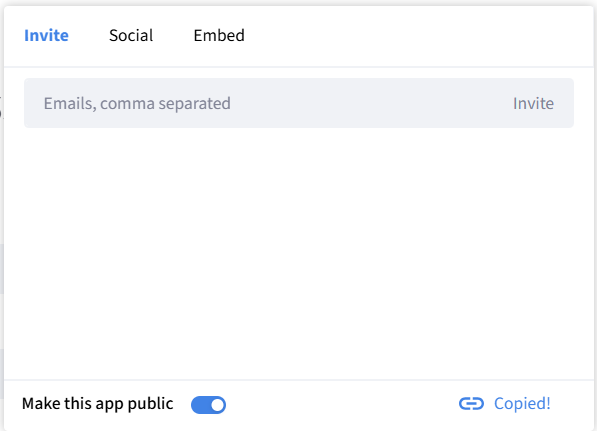 Invite Social Embed
Emails, comma separated Invite
Make this app public Copied!